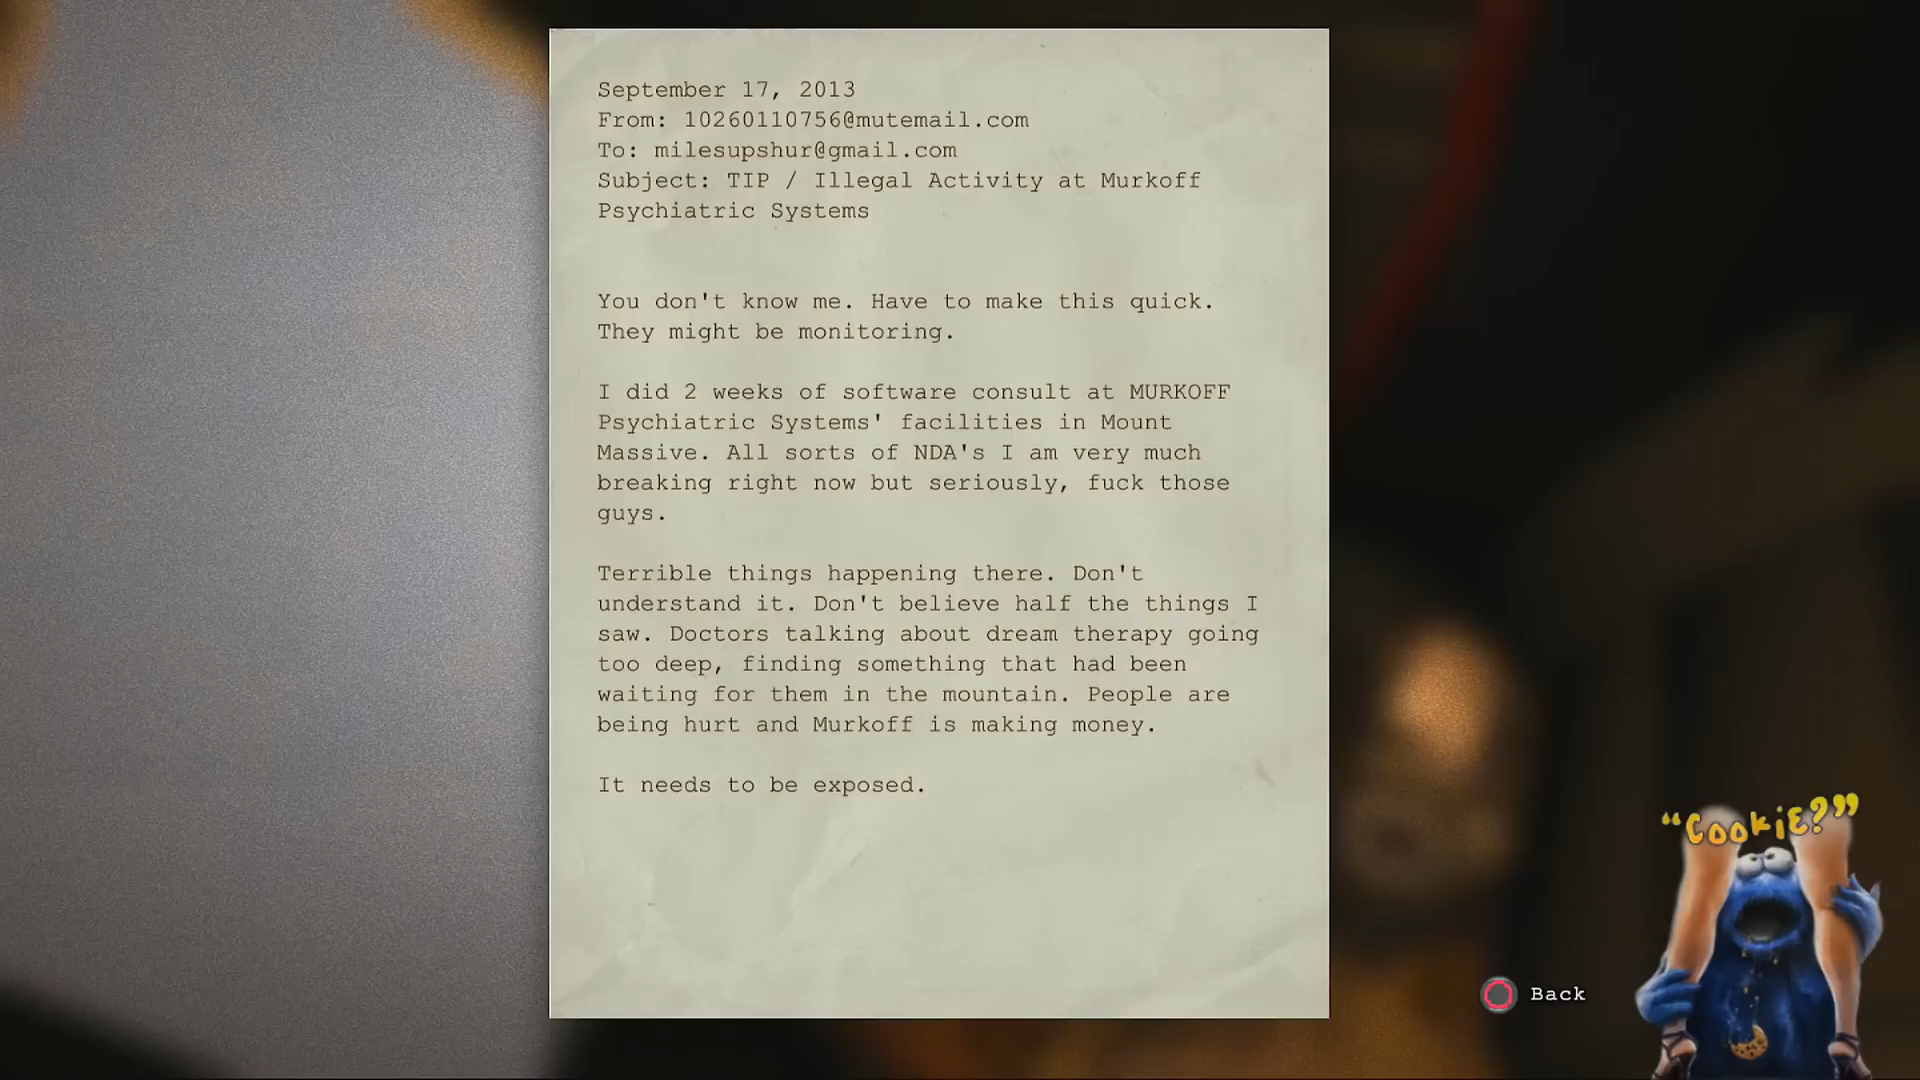 September 17, 2013
From: 10260110756@mutemail.com
To: milesupshur@gmail.com
Subject: TIP / Illegal Activity at Murkoff
Psychiatric Systems
You don't know me. Have to make this quick.
They might be monitoring.
I did 2 weeks of software consult at MURKOFF
Psychiatric Systems' facilities in Mount
Massive. All sorts of NDA's I am very much
breaking right now but seriously, fuck those
guys.
Terrible things happening there. Don't
understand it. Don't believe half the things I
saw. Doctors talking about dream therapy going
too deep, finding something that had been
waiting for them in the mountain. People are
being hurt and Murkoff is making money.
It needs to be exposed.
"Cookie?"
Back